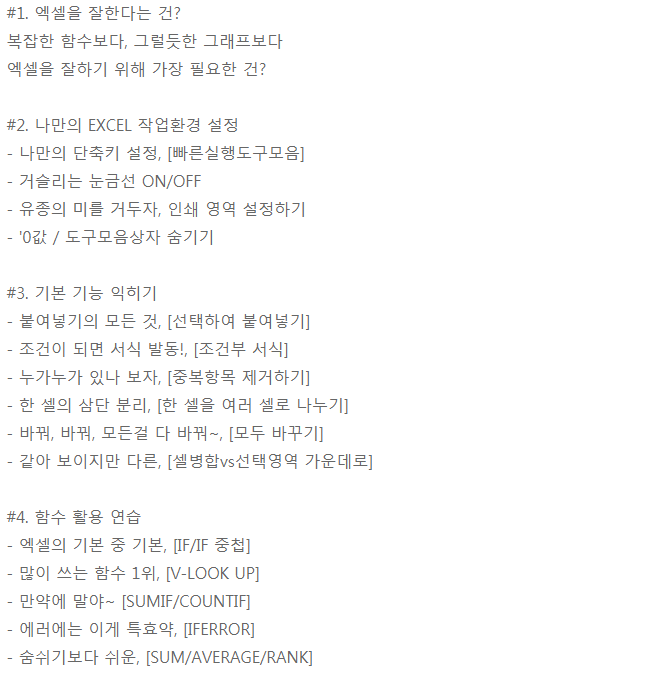 #1. 엑셀을 잘한다는 건?
복잡한 함수보다, 그럴듯한 그래프보다
엑셀을 잘하기 위해 가장 필요한 건?
#2. 나만의 EXCEL 작업환경 설정
- 나만의 단축키 설정, [빠른실행도구모음]
- 거슬리는 눈금선 ON/OFF
- 유종의 미를 거두자, 인쇄 영역 설정하기
- '0값 / 도구모음상자 숨기기
#3. 기본 기능 익히기
- 붙여넣기의 모든 것, [선택하여 붙여넣기]
- 조건이 되면 서식 발동!, [조건부 서식]
- 누가누가 있나 보자, [중복항목 제거하기]
- 한 셀의 삼단 분리, [한 셀을 여러 셀로 나누기]
- 바꿔, 바꿔, 모든걸 다 바꿔~, [모두 바꾸기]
- 같아 보이지만 다른, [셀병합vs선택영역 가운데로]
#4. 함수 활용 연습
- 엑셀의 기본 중 기본, [IF/IF 중첩]
- 많이 쓰는 함수 1위, [V-LOOK UP]
- 만약에 말야~ [SUMIF/COUNTIF]
- 에러에는 이게 특효약, [IFERROR]
- 숨쉬기보다 쉬운, [SUM/AVERAGE/RANK]